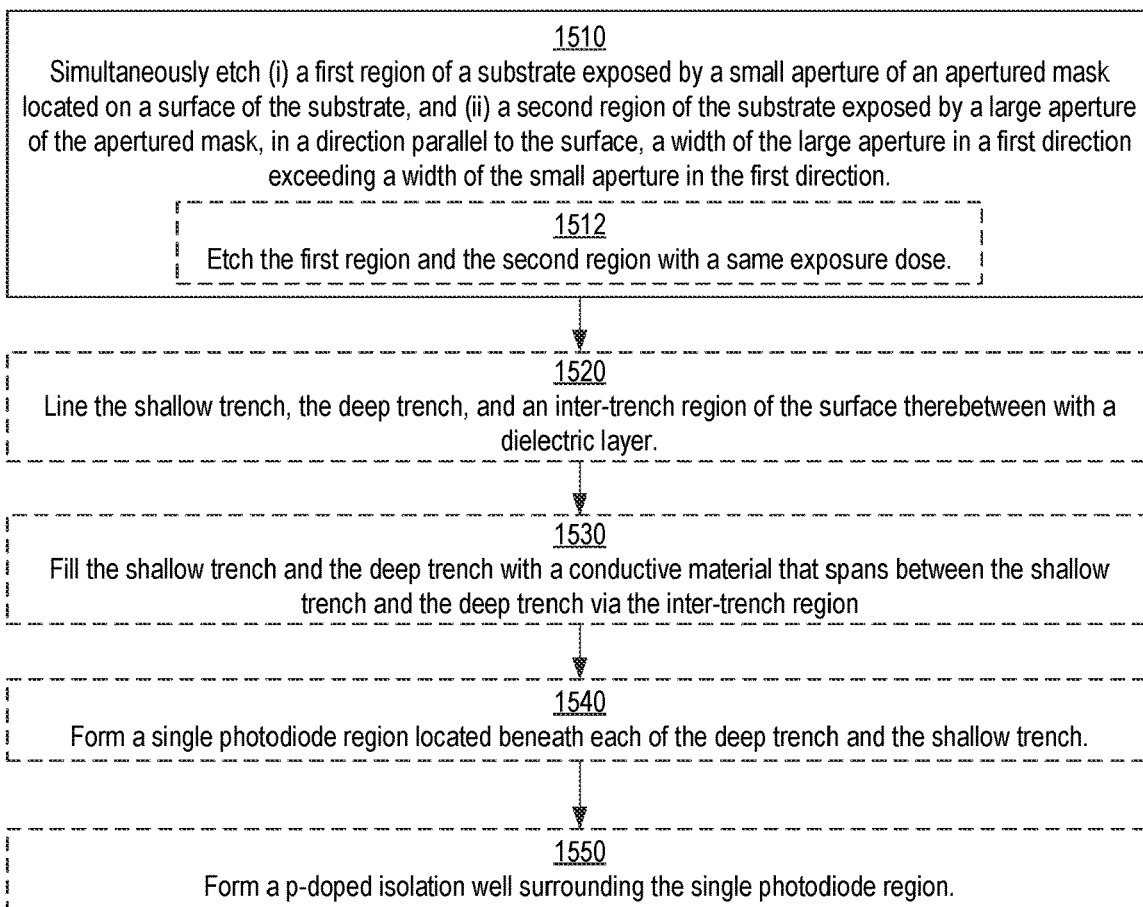 1510
Simultaneously etch (i) a first region of a substrate exposed by a small aperture of an apertured mask
located on a surface of the substrate, and (ii) a second region of the substrate exposed by a large aperture
of the apertured mask, in a direction parallel to the surface, a width of the large aperture in a first direction
exceeding a width of the small aperture in the first direction.
1512
Etch the first region and the second region with a same exposure dose.
1520
Line the shallow trench, the deep trench, and an inter-trench region of the surface therebetween with a
dielectric layer.
1530
Fill the shallow trench and the deep trench with a conductive material that spans between the shallow
trench and the deep trench via the inter-trench region
1540
Form a single photodiode region located beneath each of the deep trench and the shallow trench.
1550
Form a p-doped isolation well surrounding the single photodiode region.